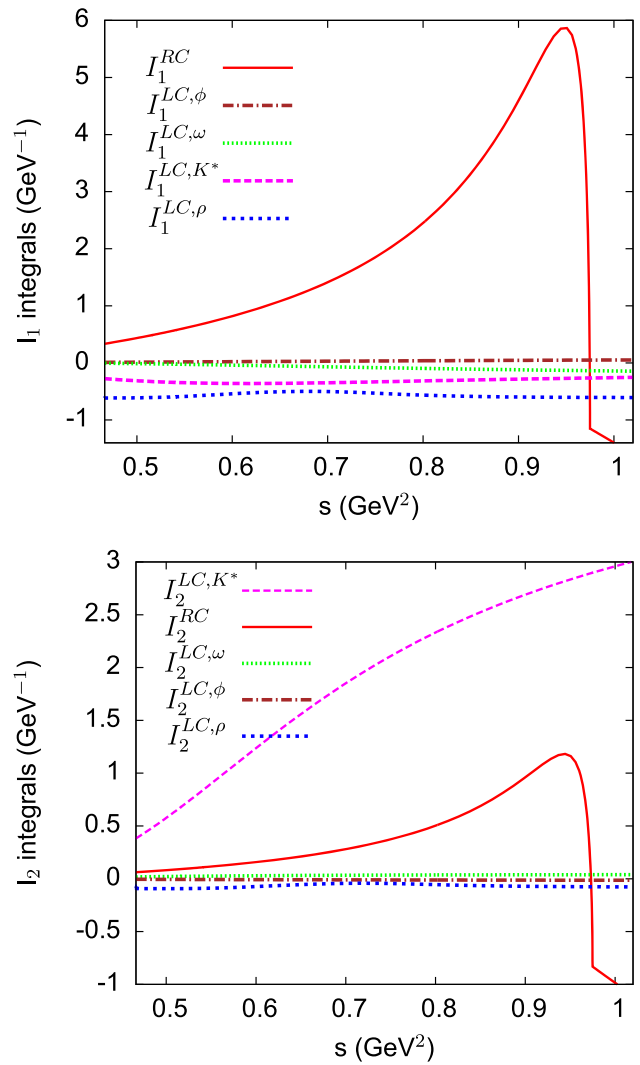 6
5
4
3
2
1
0
-1
I₁ integrals (GeV⁻¹)
I₁^{RC}
I₁^{LC,ϕ}
I₁^{LC,ω}
I₁^{LC,K*}
I₁^{LC,ρ}
0.5 0.6 0.7 0.8 0.9 1
s (GeV²)
3
2.5
2
1.5
1
0.5
0
-0.5
-1
I₂ integrals (GeV⁻¹)
I₂^{LC,K*}
I₂^{RC}
I₂^{LC,ω}
I₂^{LC,ϕ}
I₂^{LC,ρ}
0.5 0.6 0.7 0.8 0.9 1
s (GeV²)